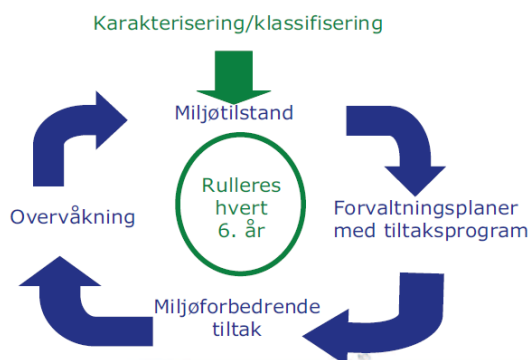 Karakterisering/klassifisering
Miljøtilstand
Rulleres
hvert
6. år
Forvaltningsplaner
med tiltaksprogram
Miljøforbedrende
tiltak
Overvåkning